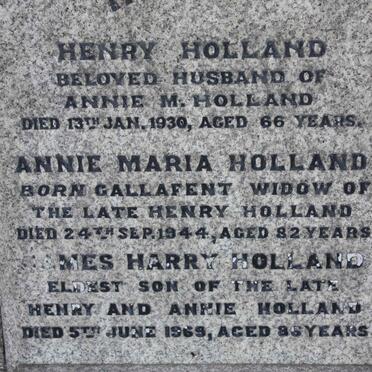 HENRY HOLLAND
BELOVED HUSBAND OF
ANNIE M. HOLLAND
DIED 13TH JAN. 1930, AGED 66 YEARS.
ANNIE MARIA HOLLAND
BORN GALLAFENT WIDOW OF
THE LATE HENRY HOLLAND
DIED 24TH SEP. 1944, AGED 82 YEARS
JAMES HARRY HOLLAND
ELDEST SON OF THE LATE
HENRY AND ANNIE HOLLAND
DIED 5TH JUNE 1969, AGED YEARS